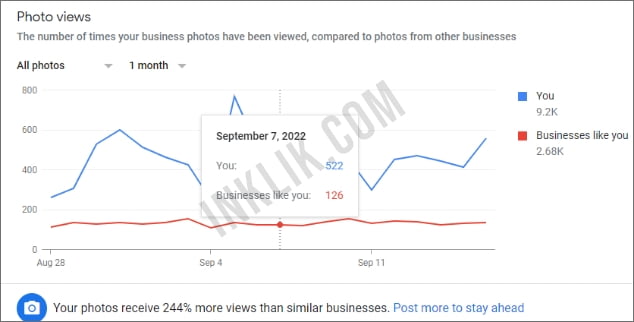 Photo views
The number of times your business photos have been viewed, compared to photos from other businesses
All photos 1 month
800
600
400
200
0
Aug 28 Sep 4 Sep 11
September 7, 2022
You: 522
Businesses like you: 126
You
9.2K
Businesses like you
2.68K
INKLIK.COM
Your photos receive 244% more views than similar businesses. Post more to stay ahead